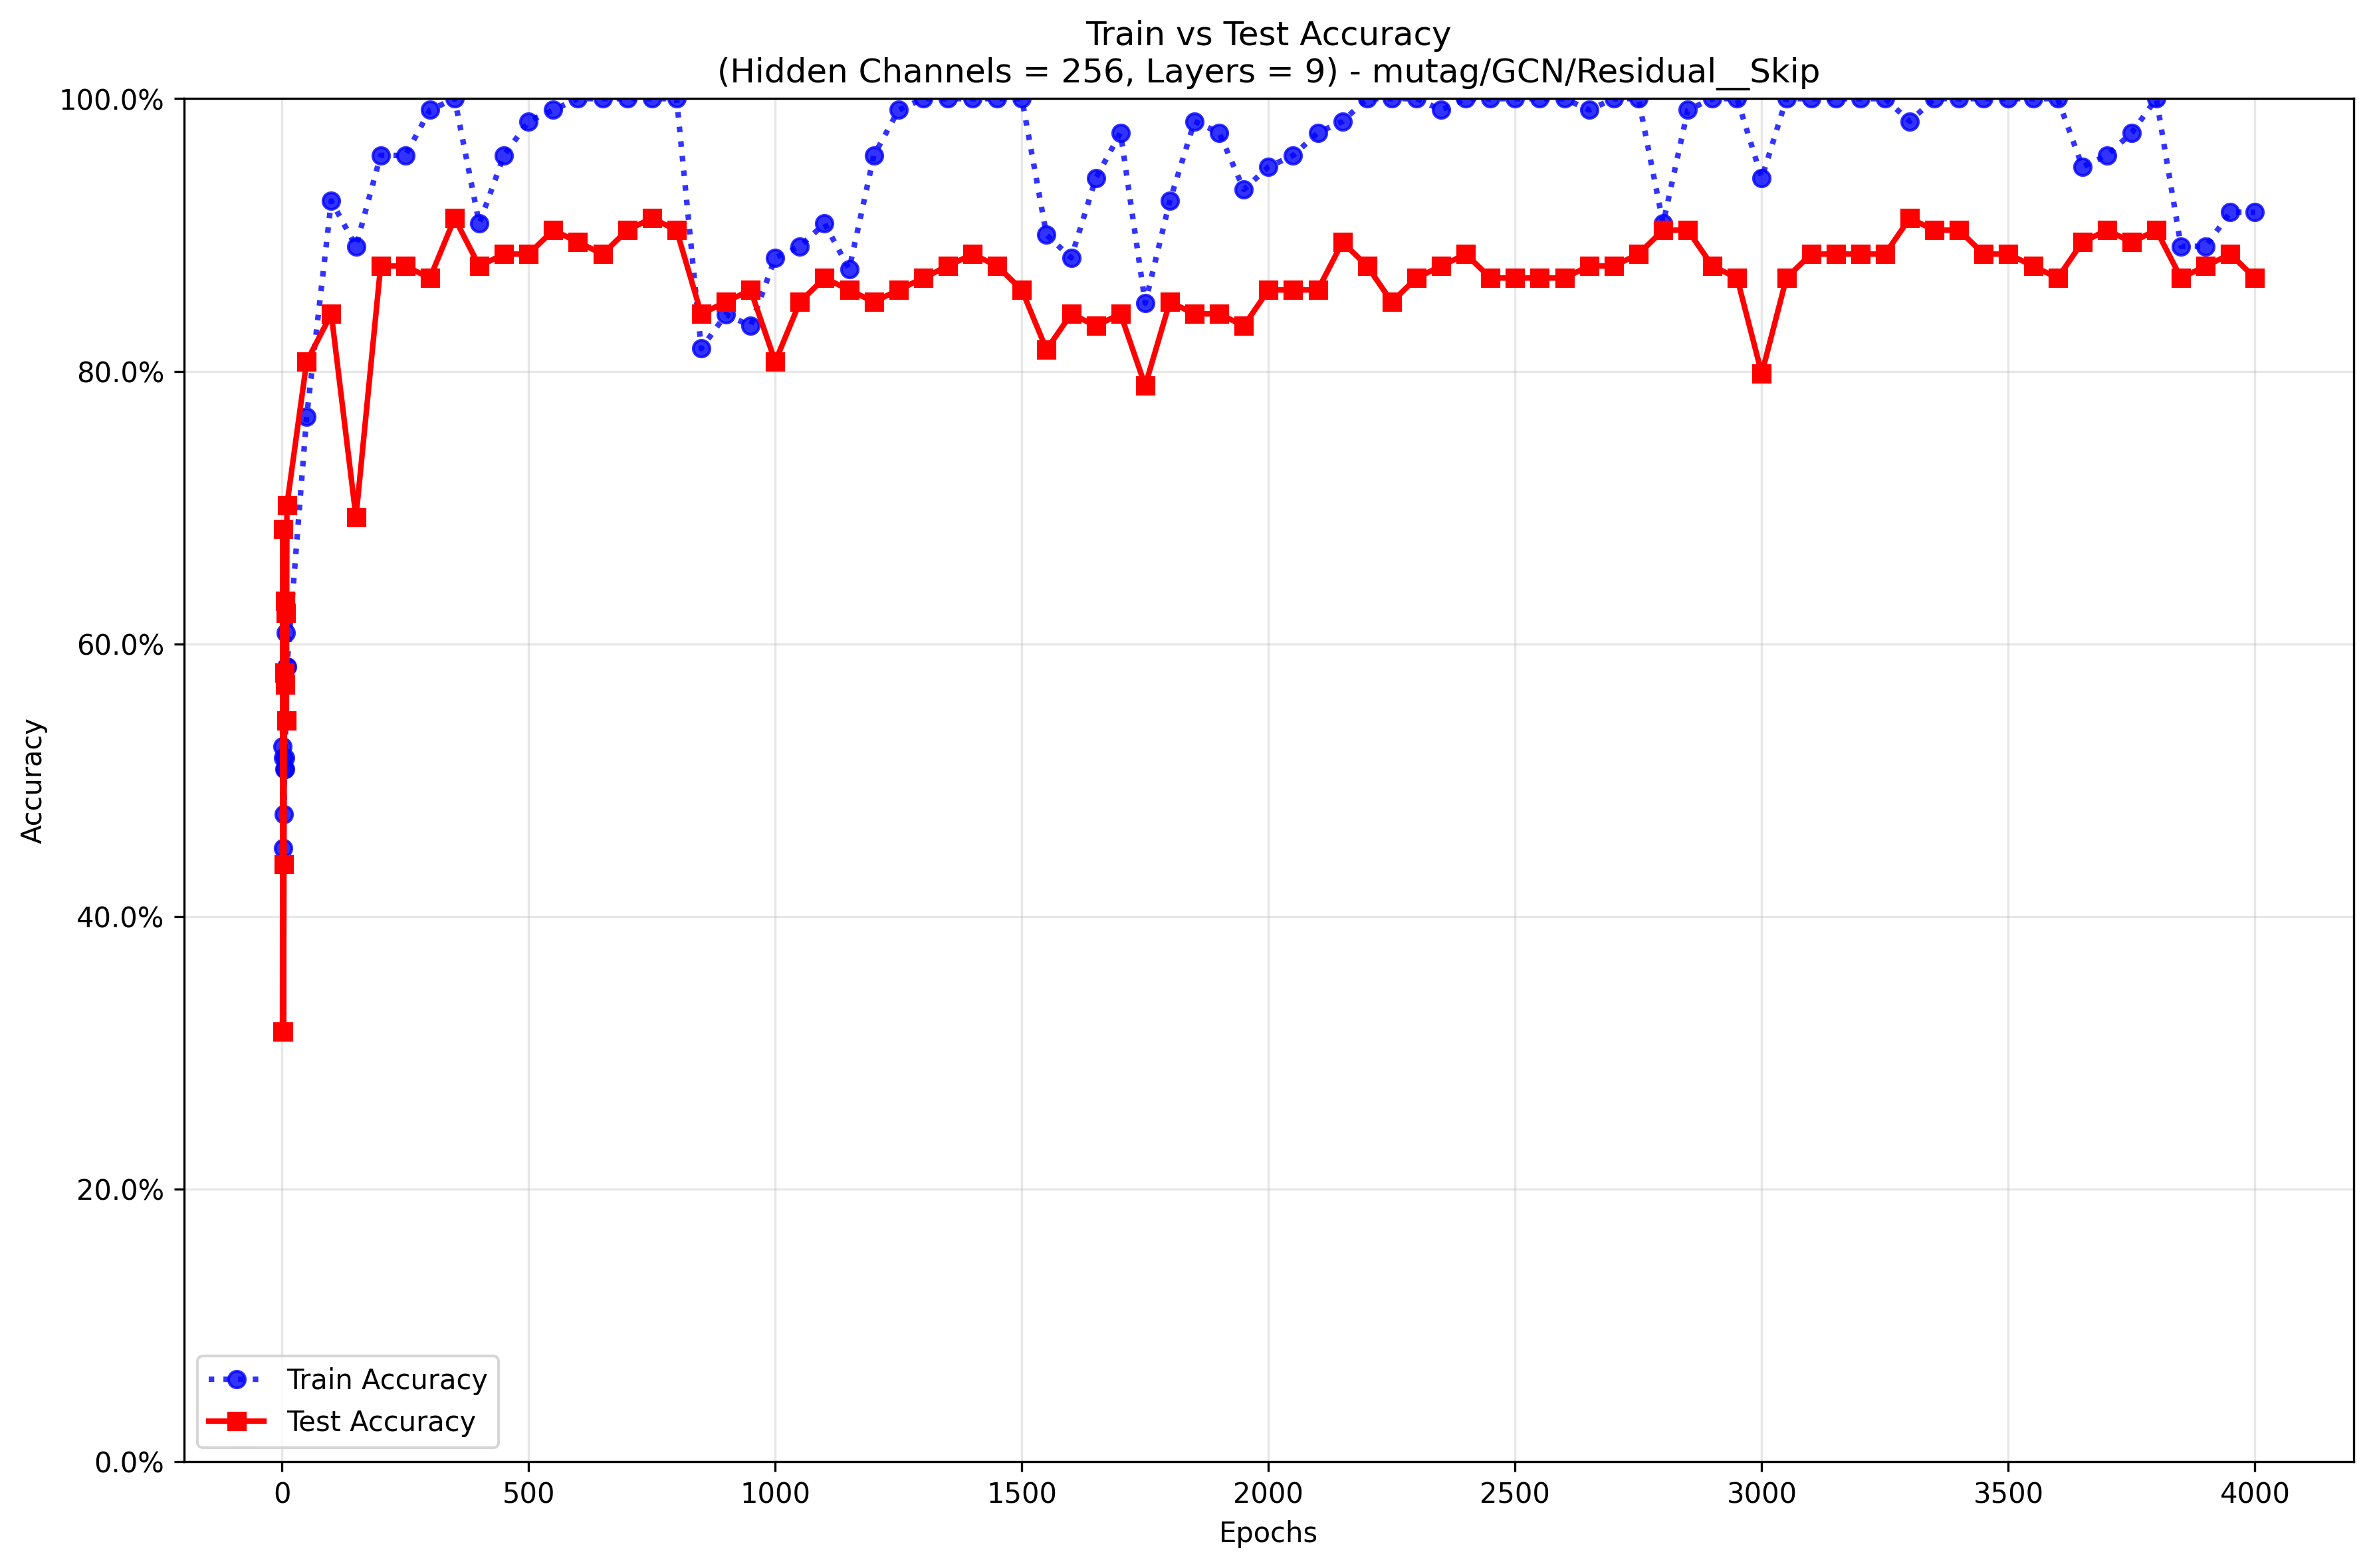 Train vs Test Accuracy
(Hidden Channels = 256, Layers = 9) - mutag/GCN/Residual__Skip
100.0%
80.0%
60.0%
40.0%
20.0%
0.0%
Accuracy
Train Accuracy
Test Accuracy
0 500 1000 1500 2000 2500 3000 3500 4000
Epochs